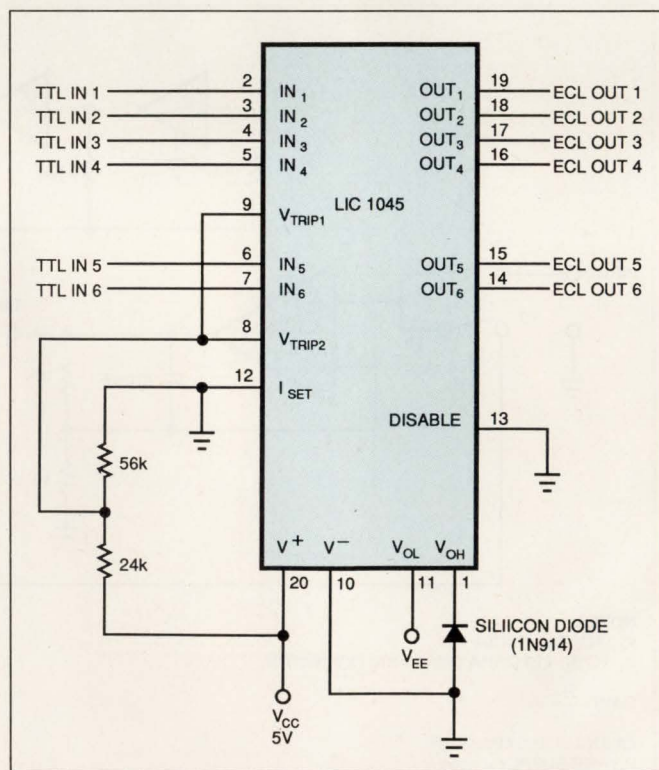 TTL IN 1 2 IN1 OUT1 19 ECL OUT 1
TTL IN 2 3 IN2 OUT2 18 ECL OUT 2
TTL IN 3 4 IN3 OUT3 17 ECL OUT 3
TTL IN 4 5 IN4 OUT4 16 ECL OUT 4
LIC 1045
9 VTRIP1
TTL IN 5 6 IN5 OUT5 15 ECL OUT 5
TTL IN 6 7 IN6 OUT6 14 ECL OUT 6
8 VTRIP2
12 ISET
DISABLE 13
56k
24k
V+ V− VOL VOH
20 10 11 1
SILIICON DIODE
(1N914)
VEE
VCC
5V